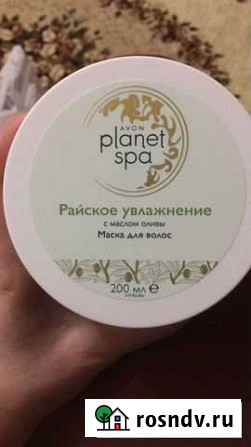 AVON
planet
spa
Райское увлажнение
с маслом оливы
Маска для волос
200 мл e
rosndv.ru